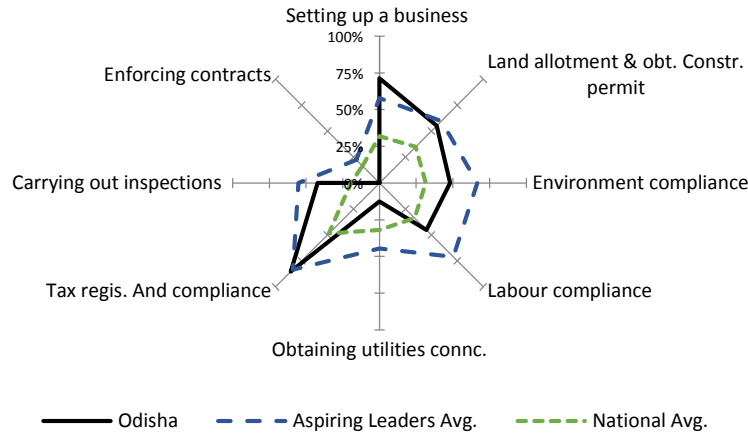 Setting up a business
100%
75%
50%
25%
0%
Land allotment & obt. Constr.
permit
Environment compliance
Labour compliance
Obtaining utilities connc.
Tax regis. And compliance
Carrying out inspections
Enforcing contracts
Odisha
Aspiring Leaders Avg.
National Avg.